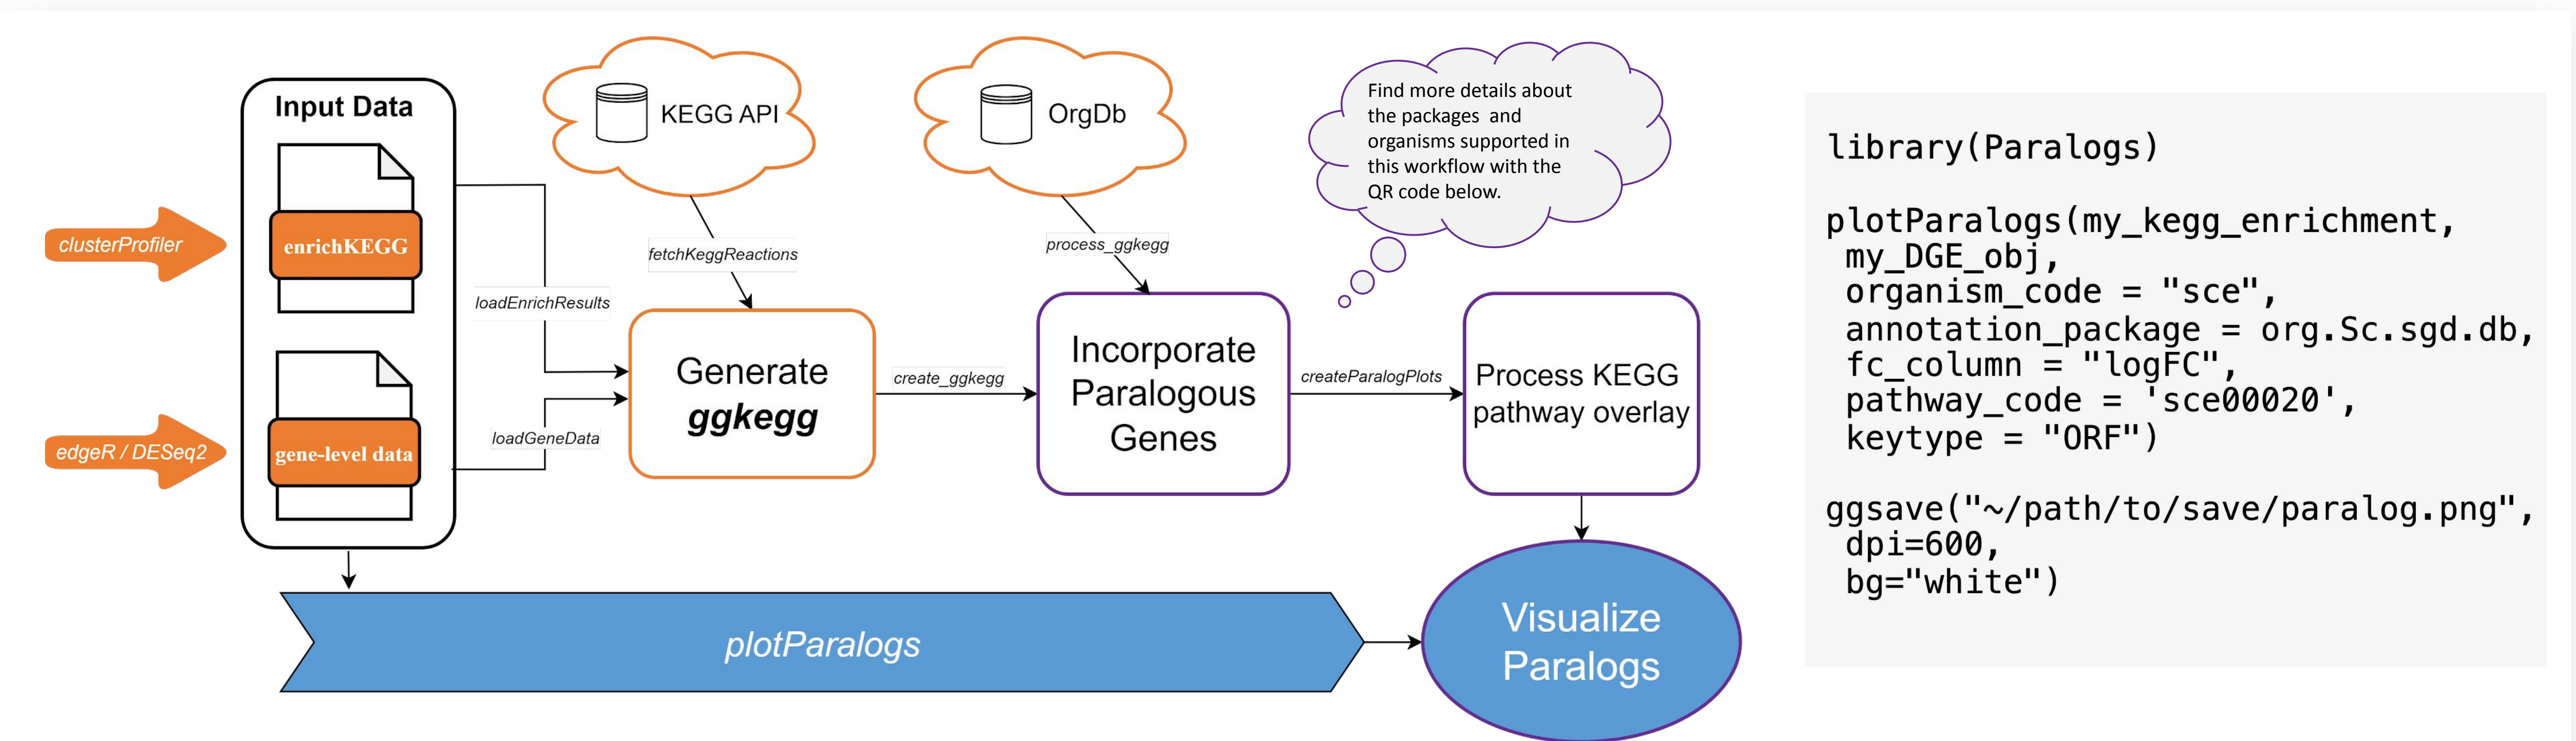 Input Data
clusterProfiler
enrichKEGG
edgeR / DESeq2
gene-level data
loadEnrichResults
loadGeneData
KEGG API
fetchKeggReactions
Generate
ggkegg
create_ggkegg
OrgDb
process_ggkegg
Incorporate
Paralogous
Genes
createParalogPlots
Find more details about
the packages and
organisms supported in
this workflow with the
QR code below.
Process KEGG
pathway overlay
plotParalogs
Visualize
Paralogs
library(Paralogs)
plotParalogs(my_kegg_enrichment,
my_DGE_obj,
organism_code = "sce",
annotation_package = org.Sc.sgd.db,
fc_column = "logFC",
pathway_code = 'sce00020',
keytype = "ORF")
ggsave("~/path/to/save/paralog.png",
dpi=600,
bg="white")